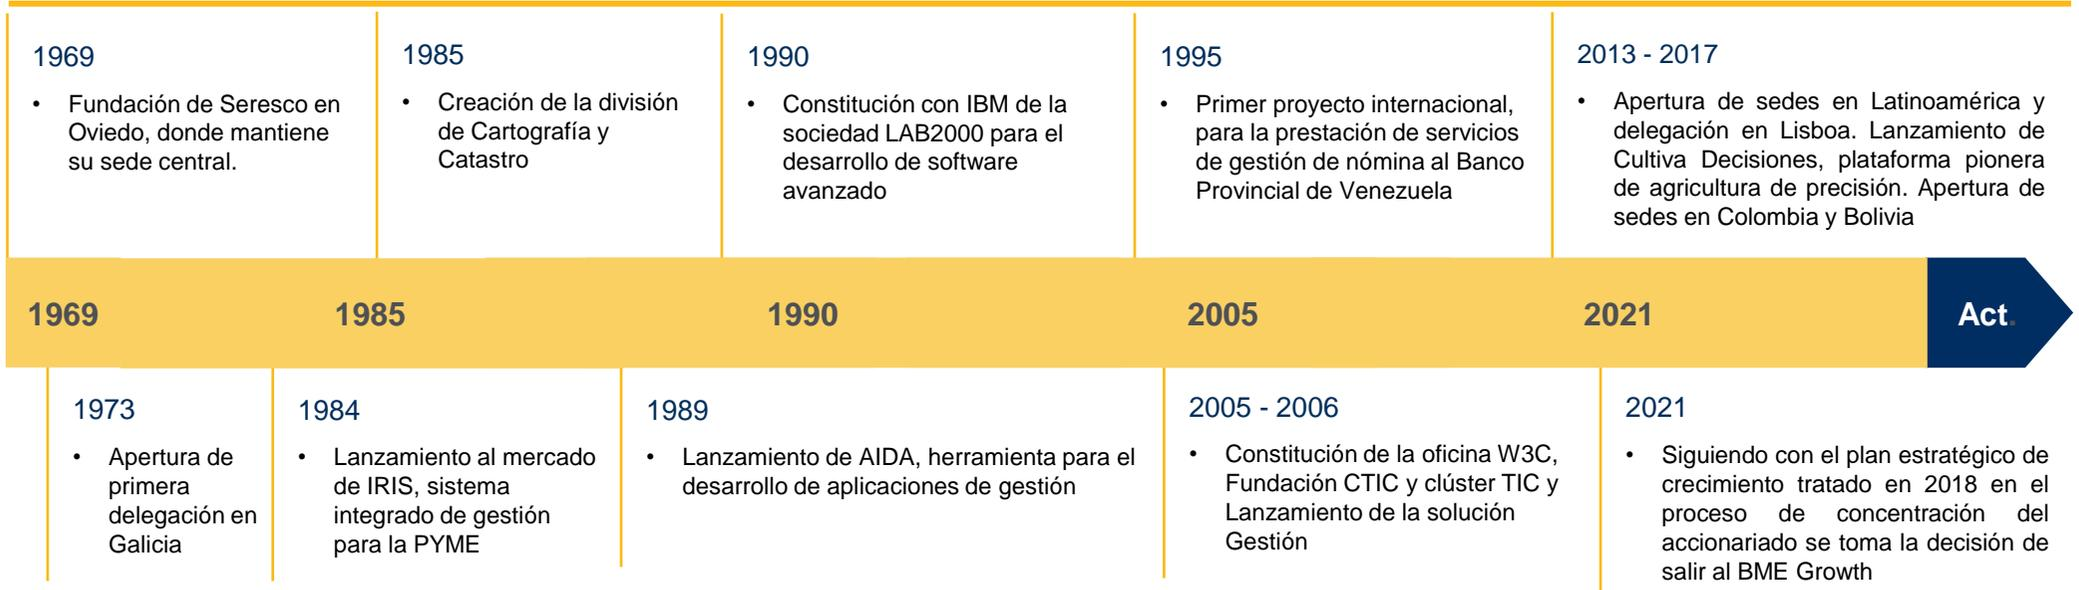 1969
• Fundación de Seresco en
Oviedo, donde mantiene
su sede central.
1985
• Creación de la división
de Cartografía y
Catastro
1990
• Constitución con IBM de la
sociedad LAB2000 para el
desarrollo de software
avanzado
1995
• Primer proyecto internacional,
para la prestación de servicios
de gestión de nómina al Banco
Provincial de Venezuela
2013 - 2017
• Apertura de sedes en Latinoamérica y
delegación en Lisboa. Lanzamiento de
Cultiva Decisiones, plataforma pionera
de agricultura de precisión. Apertura de
sedes en Colombia y Bolivia
1969 1985 1990 2005 2021 Act.
1973
• Apertura de
primera
delegación en
Galicia
1984
• Lanzamiento al mercado
de IRIS, sistema
integrado de gestión
para la PYME
1989
• Lanzamiento de AIDA, herramienta para el
desarrollo de aplicaciones de gestión
2005 - 2006
• Constitución de la oficina W3C,
Fundación CTIC y clúster TIC y
Lanzamiento de la solución
Gestión
2021
• Siguiendo con el plan estratégico de
crecimiento tratado en 2018 en el
proceso de concentración del
accionariado se toma la decisión de
salir al BME Growth